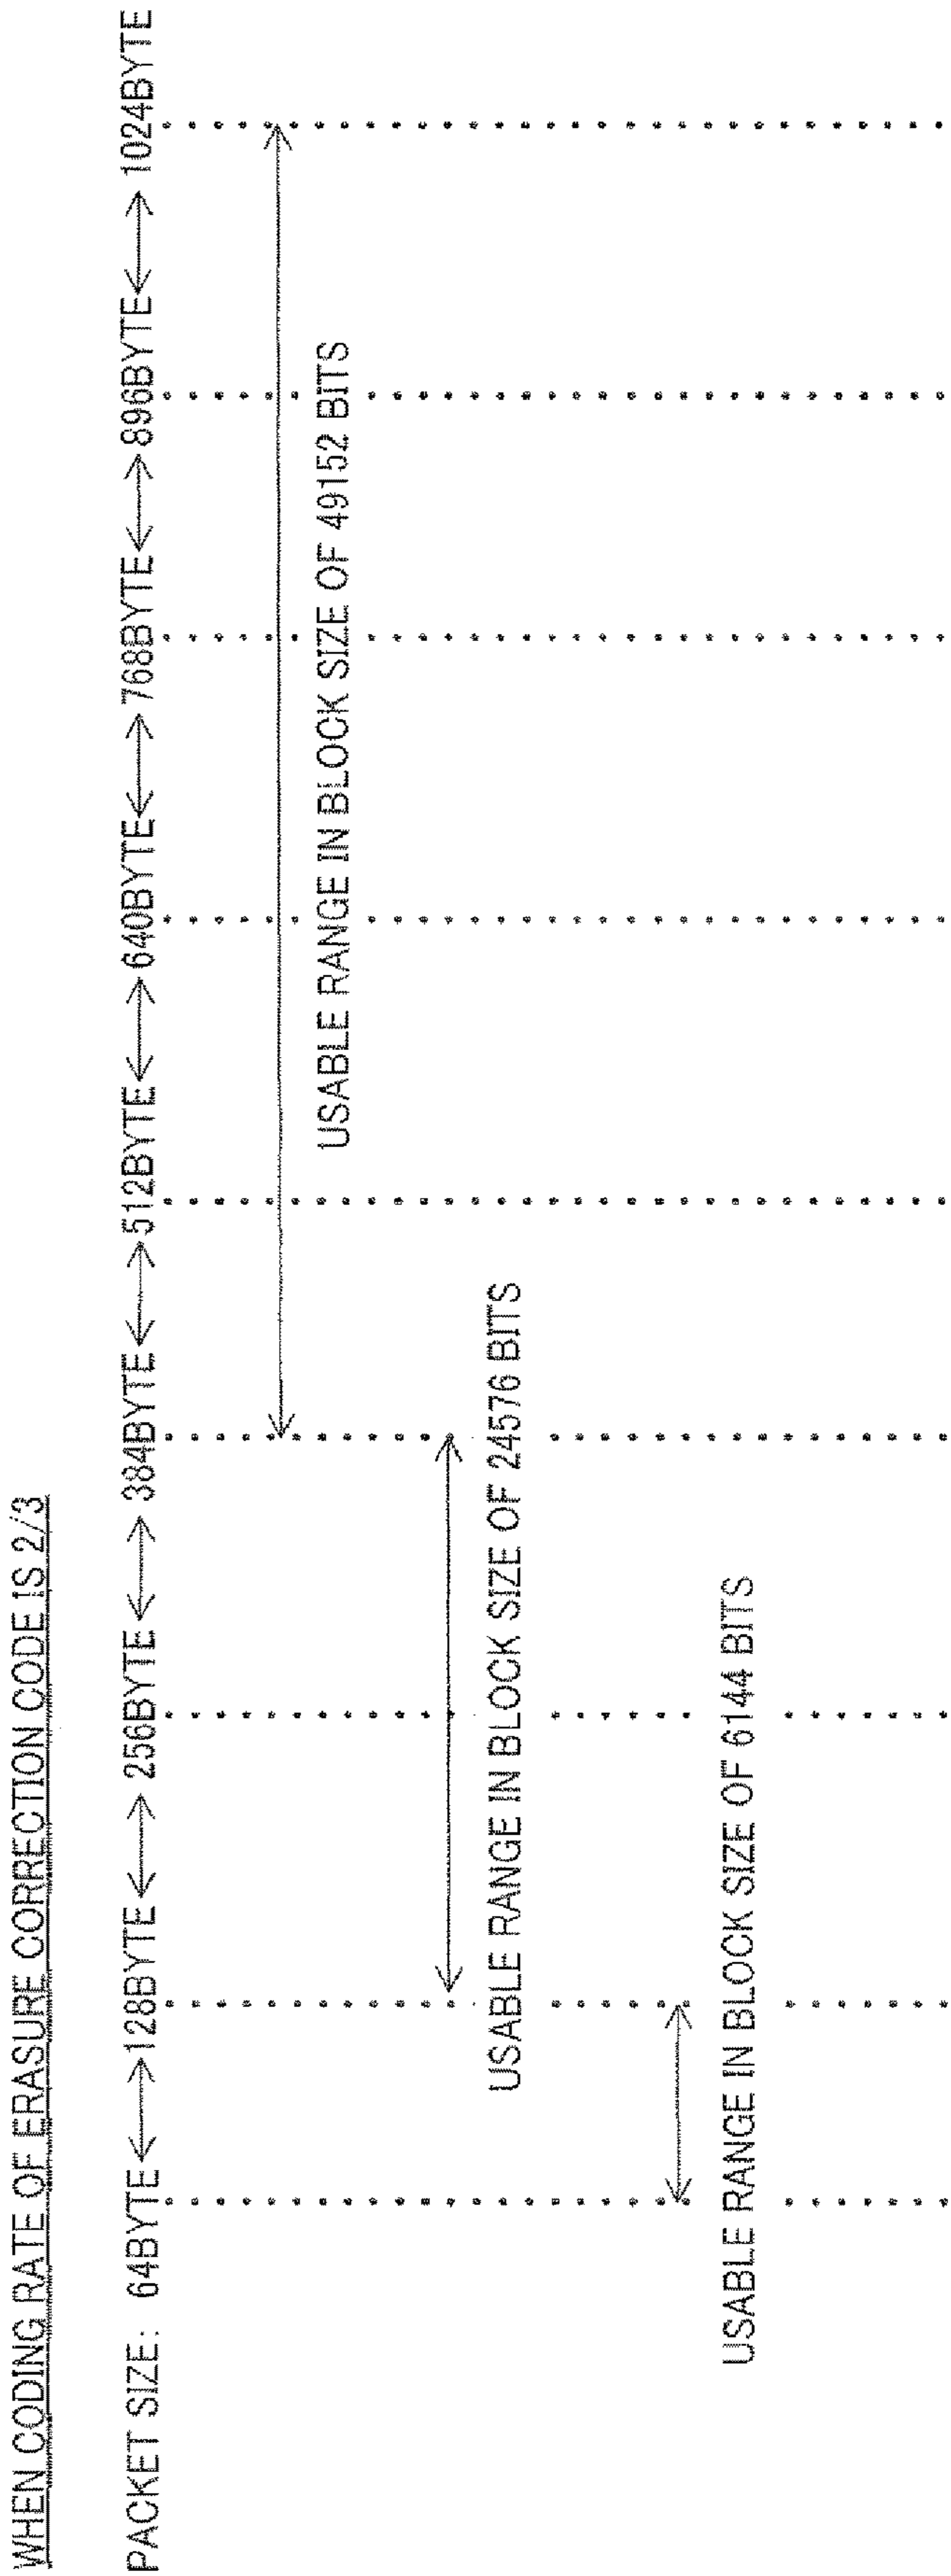 WHEN CODING RATE OF ERASURE CORRECTION CODE IS 2/3
PACKET SIZE: 64BYTE 128BYTE 256BYTE 384BYTE 512BYTE 640BYTE 768BYTE 896BYTE 1024BYTE
USABLE RANGE IN BLOCK SIZE OF 49152 BITS
USABLE RANGE IN BLOCK SIZE OF 24576 BITS
USABLE RANGE IN BLOCK SIZE OF 6144 BITS